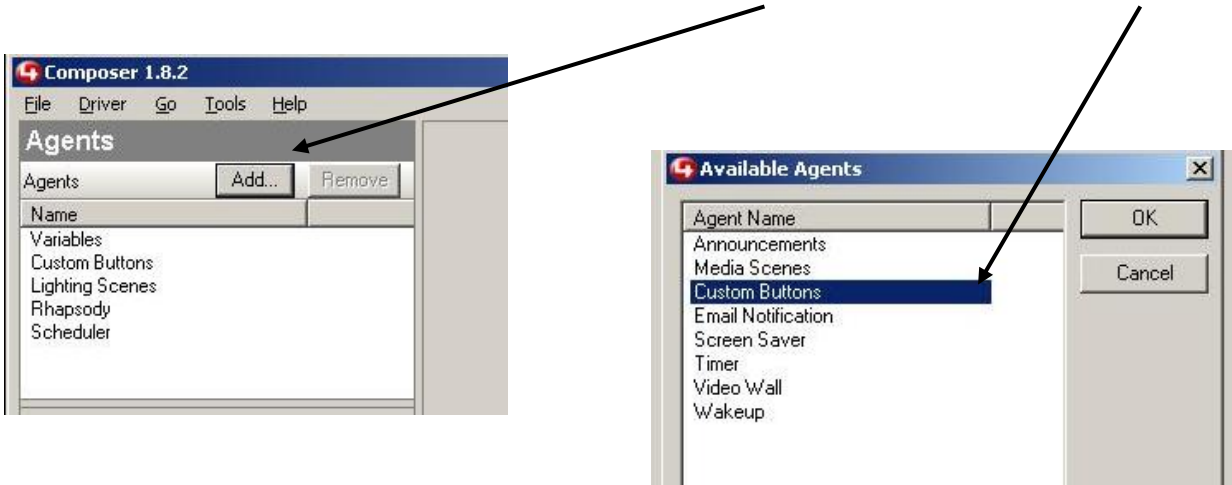 Composer 1.8.2
File Driver Go Tools Help
Agents
Agents Add... Remove
Name
Variables
Custom Buttons
Lighting Scenes
Rhapsody
Scheduler
Available Agents
Agent Name OK
Announcements
Media Scenes Cancel
Custom Buttons
Email Notification
Screen Saver
Timer
Video Wall
Wakeup